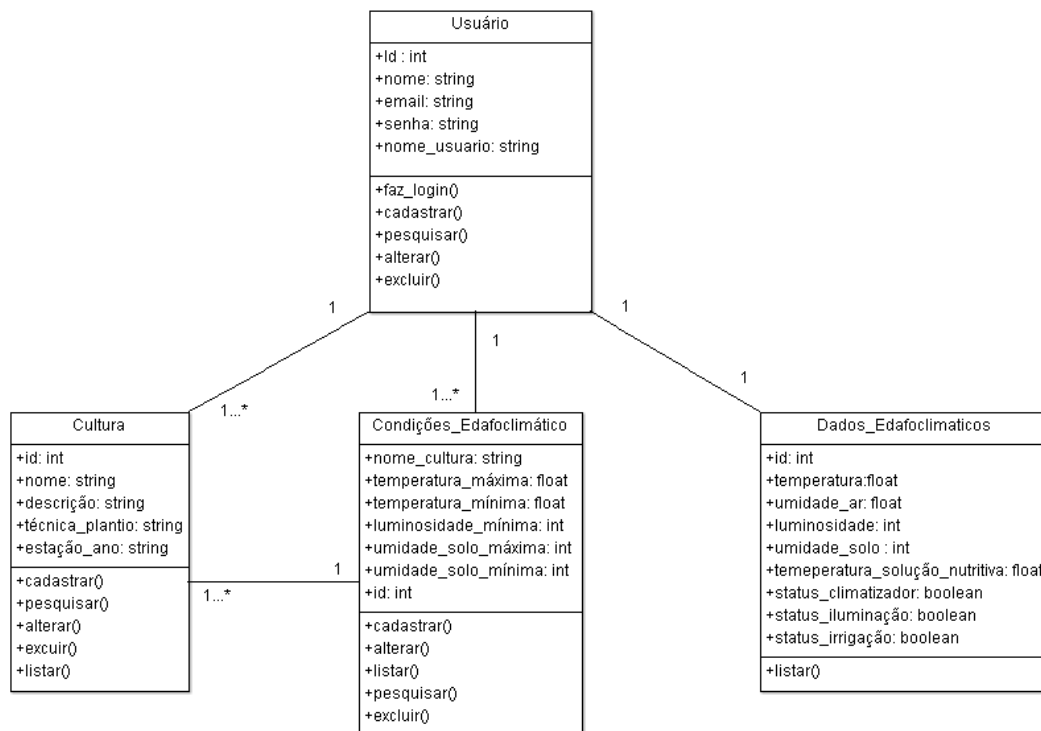 Usuário
+Id : int
+nome: string
+email: string
+senha: string
+nome_usuario: string
+faz_login()
+cadastrar()
+pesquisar()
+alterar()
+excluir()
1
1
1
1...*
1...*
1
Cultura
+id: int
+nome: string
+descrição: string
+técnica_plantio: string
+estação_ano: string
+cadastrar()
+pesquisar()
+alterar()
+excuir()
+listar()
1...*
1
Condições_Edafoclimático
+nome_cultura: string
+temperatura_máxima: float
+temperatura_mínima: float
+luminosidade_mínima: int
+umidade_solo_máxima: int
+umidade_solo_mínima: int
+id: int
+cadastrar()
+alterar()
+listar()
+pesquisar()
+excluir()
Dados_Edafoclimaticos
+id: int
+temperatura:float
+umidade_ar: float
+luminosidade: int
+umidade_solo : int
+temeperatura_solução_nutritiva: float
+status_climatizador: boolean
+status_iluminação: boolean
+status_irrigação: boolean
+listar()